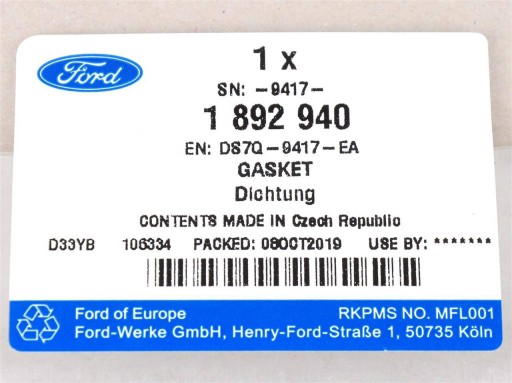 Ford
1 x
SN: -9417-
1 892 940
EN: DS7Q-9417-EA
GASKET
Dichtung
CONTENTS MADE IN Czech Republic
D33YB 106334 PACKED: 08OCT2019 USE BY: *******
Ford of Europe RKPMS NO. MFL001
Ford-Werke GmbH, Henry-Ford-Straße 1, 50735 Köln